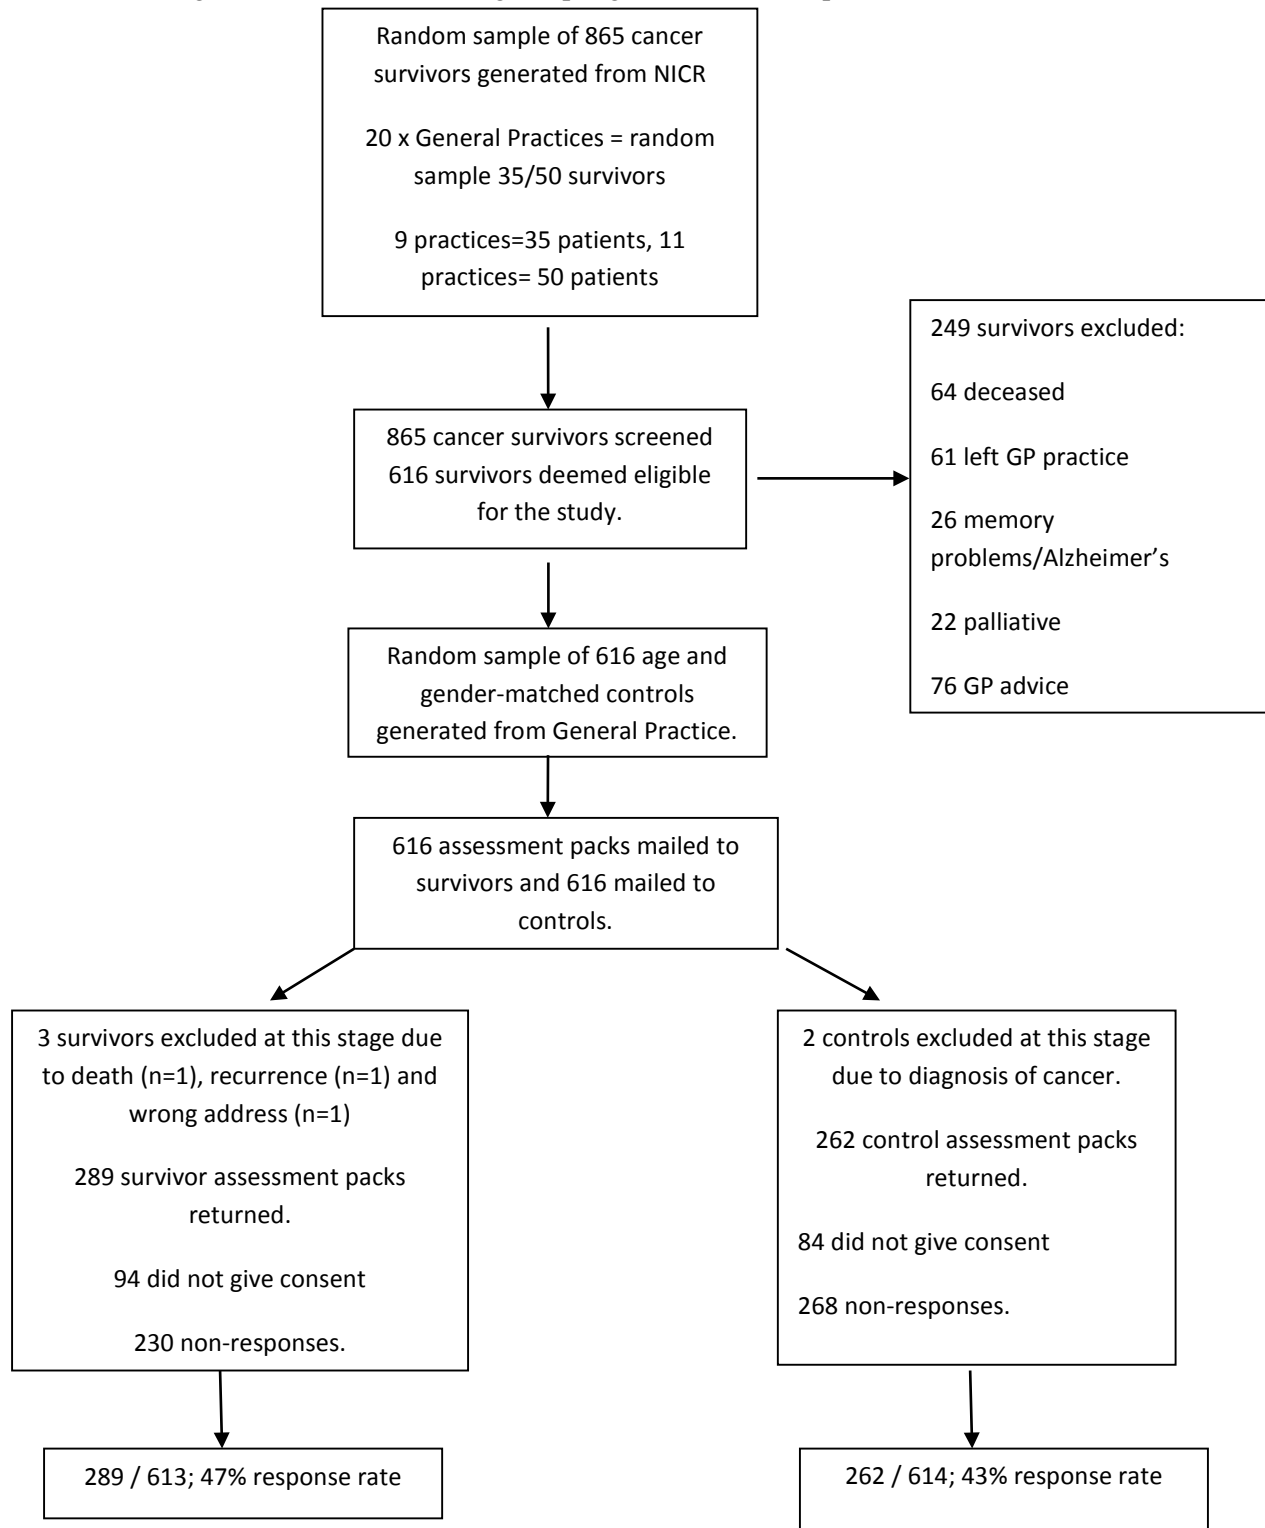 Random sample of 865 cancer
survivors generated from NICR
20 x General Practices = random
sample 35/50 survivors
9 practices=35 patients, 11
practices= 50 patients
249 survivors excluded:
64 deceased
61 left GP practice
26 memory
problems/Alzheimer’s
22 palliative
76 GP advice
865 cancer survivors screened
616 survivors deemed eligible
for the study.
Random sample of 616 age and
gender-matched controls
generated from General Practice.
616 assessment packs mailed to
survivors and 616 mailed to
controls.
3 survivors excluded at this stage due
to death (n=1), recurrence (n=1) and
wrong address (n=1)
289 survivor assessment packs
returned.
94 did not give consent
230 non-responses.
2 controls excluded at this stage
due to diagnosis of cancer.
262 control assessment packs
returned.
84 did not give consent
268 non-responses.
289 / 613; 47% response rate
262 / 614; 43% response rate